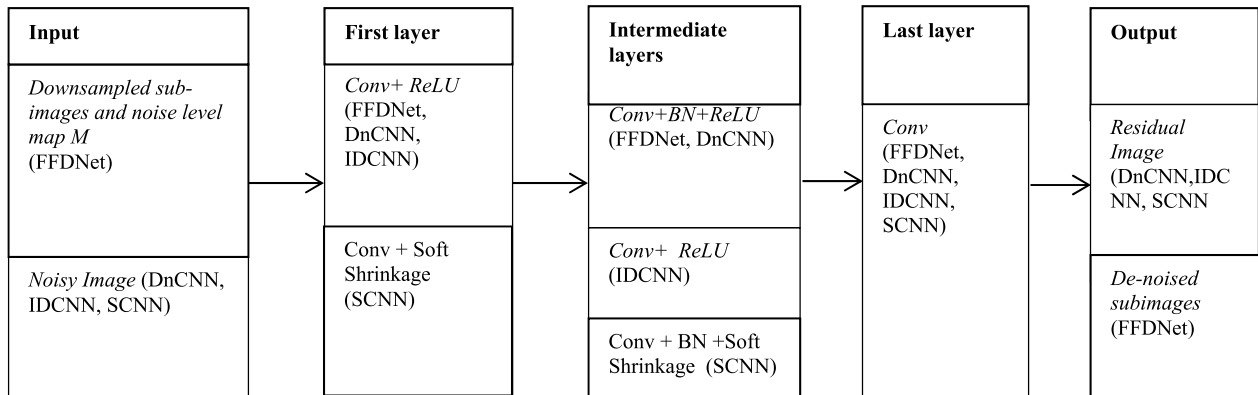 Input
Downsampled sub-
images and noise level
map M
(FFDNet)
Noisy Image (DnCNN,
IDCNN, SCNN)
First layer
Conv+ ReLU
(FFDNet,
DnCNN,
IDCNN)
Conv + Soft
Shrinkage
(SCNN)
Intermediate
layers
Conv+BN+ReLU
(FFDNet, DnCNN)
Conv+ ReLU
(IDCNN)
Conv + BN +Soft
Shrinkage (SCNN)
Last layer
Conv
(FFDNet,
DnCNN,
IDCNN,
SCNN)
Output
Residual
Image
(DnCNN,IDC
NN, SCNN
De-noised
subimages
(FFDNet)